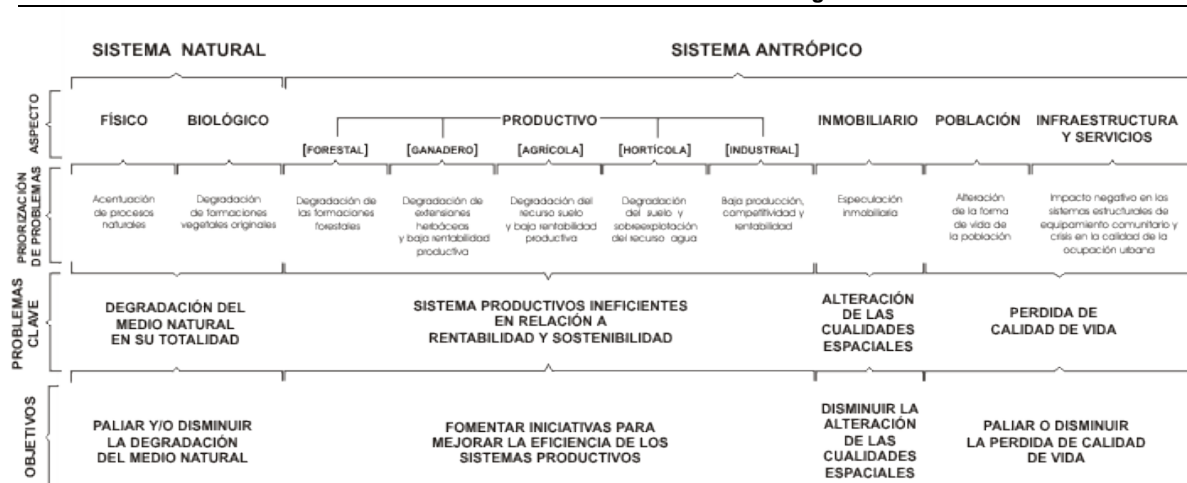 SISTEMA NATURAL
SISTEMA ANTRÓPICO
ASPECTO
FÍSICO
BIOLÓGICO
PRODUCTIVO
[FORESTAL]
[GANADERO]
[AGRÍCOLA]
[HORTÍCOLA]
[INDUSTRIAL]
INMOBILIARIO
POBLACIÓN
INFRAESTRUCTURA
Y SERVICIOS
PRIORIZACIÓN
DE PROBLEMAS
Acentuación
de procesos
naturales
Degradación
de formaciones
vegetales originales
Degradación de
las formaciones
forestales
Degradación de
extensiones
herbáceas
y baja rentabilidad
productiva
Degradación del
recurso suelo
y baja rentabilidad
productiva
Degradación
del suelo y
sobreexplotación
del recurso agua
Baja producción,
competitividad y
rentabilidad
Especulación
inmobiliaria
Alteración
de la forma
de vida de
la población
Impacto negativo en los
sistemas estructurales de
equipamiento comunitario y
crisis en la calidad de la
ocupación urbana
PROBLEMAS
CLAVE
DEGRADACIÓN DEL
MEDIO NATURAL
EN SU TOTALIDAD
SISTEMA PRODUCTIVOS INEFICIENTES
EN RELACIÓN A
RENTABILIDAD Y SOSTENIBILIDAD
ALTERACIÓN
DE LAS
CUALIDADES
ESPACIALES
PERDIDA DE
CALIDAD DE VIDA
OBJETIVOS
PALIAR Y/O DISMINUIR
LA DEGRADACIÓN
DEL MEDIO NATURAL
FOMENTAR INICIATIVAS PARA
MEJORAR LA EFICIENCIA DE LOS
SISTEMAS PRODUCTIVOS
DISMINUIR LA
ALTERACIÓN
DE LAS
CUALIDADES
ESPACIALES
PALIAR O DISMINUIR
LA PERDIDA DE CALIDAD
DE VIDA